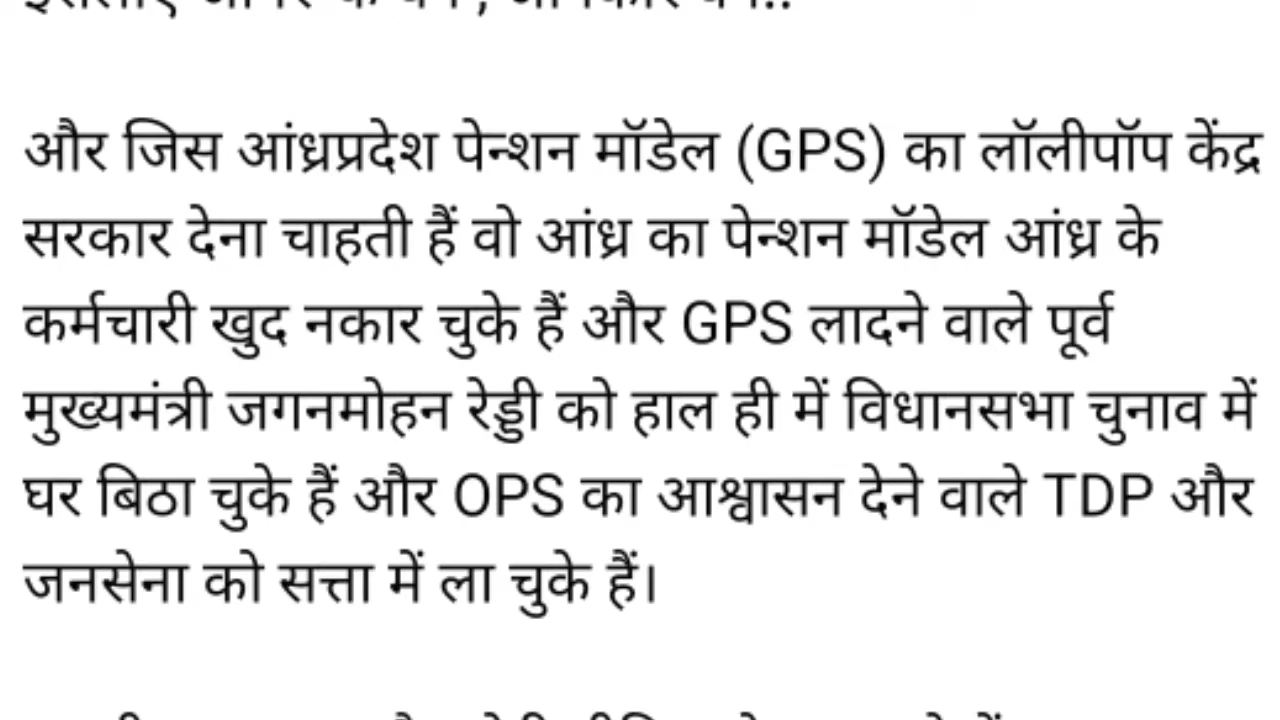 और जिस आंध्रप्रदेश पेन्शन मॉडेल (GPS) का लॉलीपॉप केंद्र
सरकार देना चाहती हैं वो आंध्र का पेन्शन मॉडेल आंध्र के
कर्मचारी खुद नकार चुके हैं और GPS लादने वाले पूर्व
मुख्यमंत्री जगनमोहन रेड्डी को हाल ही में विधानसभा चुनाव में
घर बिठा चुके हैं और OPS का आश्वासन देने वाले TDP और
जनसेना को सत्ता में ला चुके हैं।